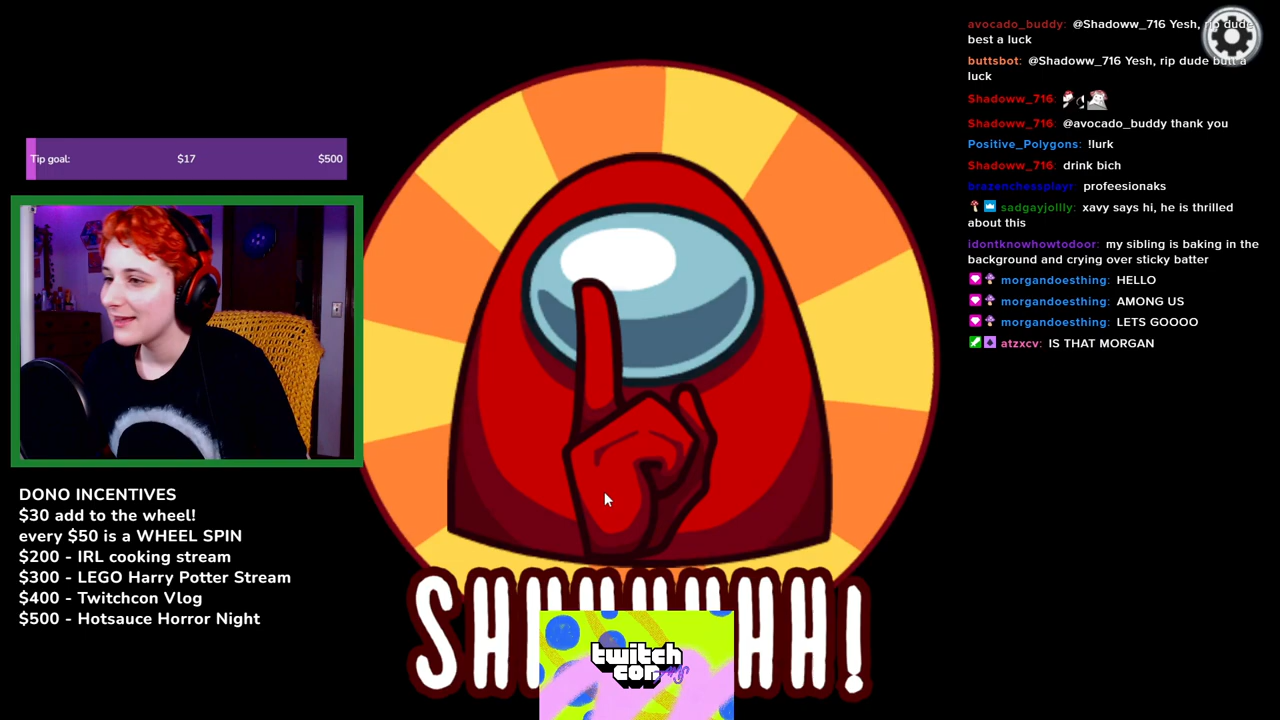 Tip goal: $17 $500
DONO INCENTIVES
$30 add to the wheel!
every $50 is a WHEEL SPIN
$200 - IRL cooking stream
$300 - LEGO Harry Potter Stream
$400 - Twitchcon Vlog
$500 - Hotsauce Horror Night
twitch
con
avocado_buddy: @Shadoww_716 Yesh, rip dude
best a luck
buttsbot: @Shadoww_716 Yesh, rip dude butt a
luck
Shadoww_716:
Shadoww_716: @avocado_buddy thank you
Positive_Polygons: !lurk
Shadoww_716: drink bich
brazenchessplayr: profeesionaks
sadgayjollly: xavy says hi, he is thrilled
about this
idontknowhowtodoor: my sibling is baking in the
background and crying over sticky batter
morgandoesthing: HELLO
morgandoesthing: AMONG US
morgandoesthing: LETS GOOOO
atzxcv: IS THAT MORGAN